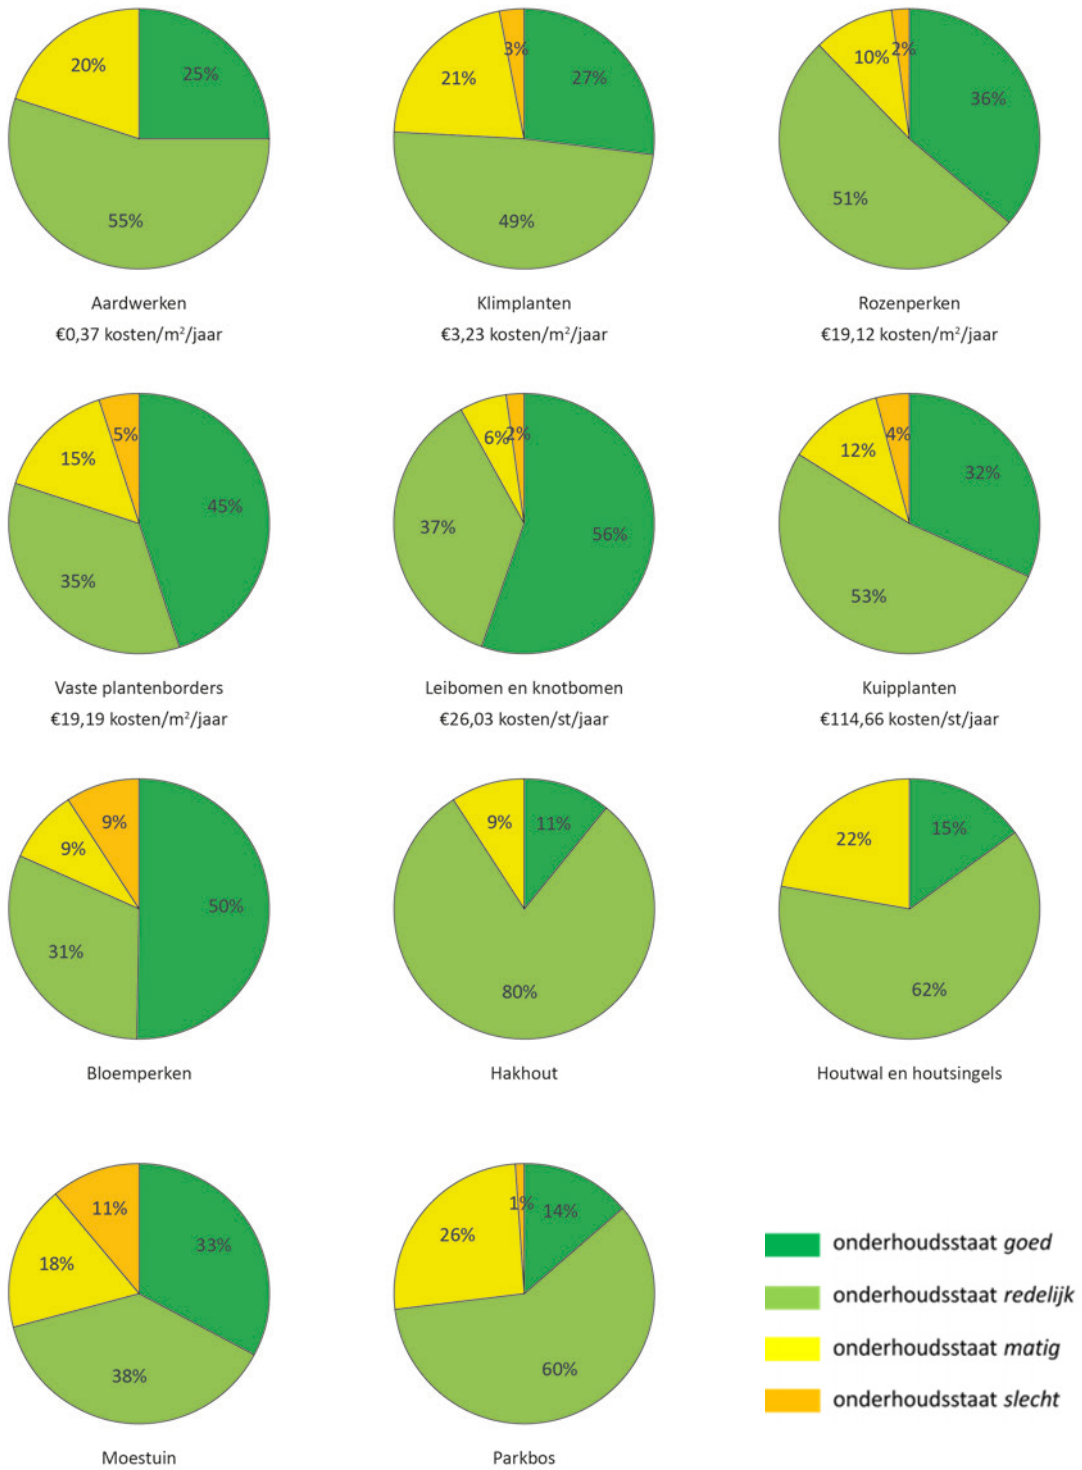 20%
25%
55%
Aardwerken
€0,37 kosten/m²/jaar
3%
21%
27%
49%
Klimplanten
€3,23 kosten/m²/jaar
10%
2%
36%
51%
Rozenperken
€19,12 kosten/m²/jaar
5%
15%
45%
35%
Vaste plantenborders
€19,19 kosten/m²/jaar
6%
2%
37%
56%
Leibomen en knotbomen
€26,03 kosten/st/jaar
4%
12%
32%
53%
Kuipplanten
€114,66 kosten/st/jaar
9%
9%
50%
31%
Bloemperken
9%
11%
80%
Hakhout
22%
15%
62%
Houtwal en houtsingels
11%
18%
33%
38%
Moestuin
1%
14%
26%
60%
Parkbos
onderhoudsstaat goed
onderhoudsstaat redelijk
onderhoudsstaat matig
onderhoudsstaat slecht